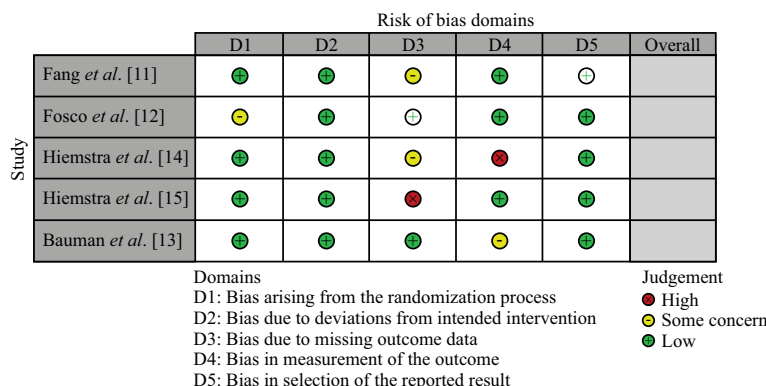 Risk of bias domains
D1 D2 D3 D4 D5 Overall
Study
Fang et al. [11] + + - + +
Fosco et al. [12] - + + + +
Hiemstra et al. [14] + + - × +
Hiemstra et al. [15] + + × + +
Bauman et al. [13] + + + - +
Domains
D1: Bias arising from the randomization process
D2: Bias due to deviations from intended intervention
D3: Bias due to missing outcome data
D4: Bias in measurement of the outcome
D5: Bias in selection of the reported result
Judgement
× High
- Some concern
+ Low